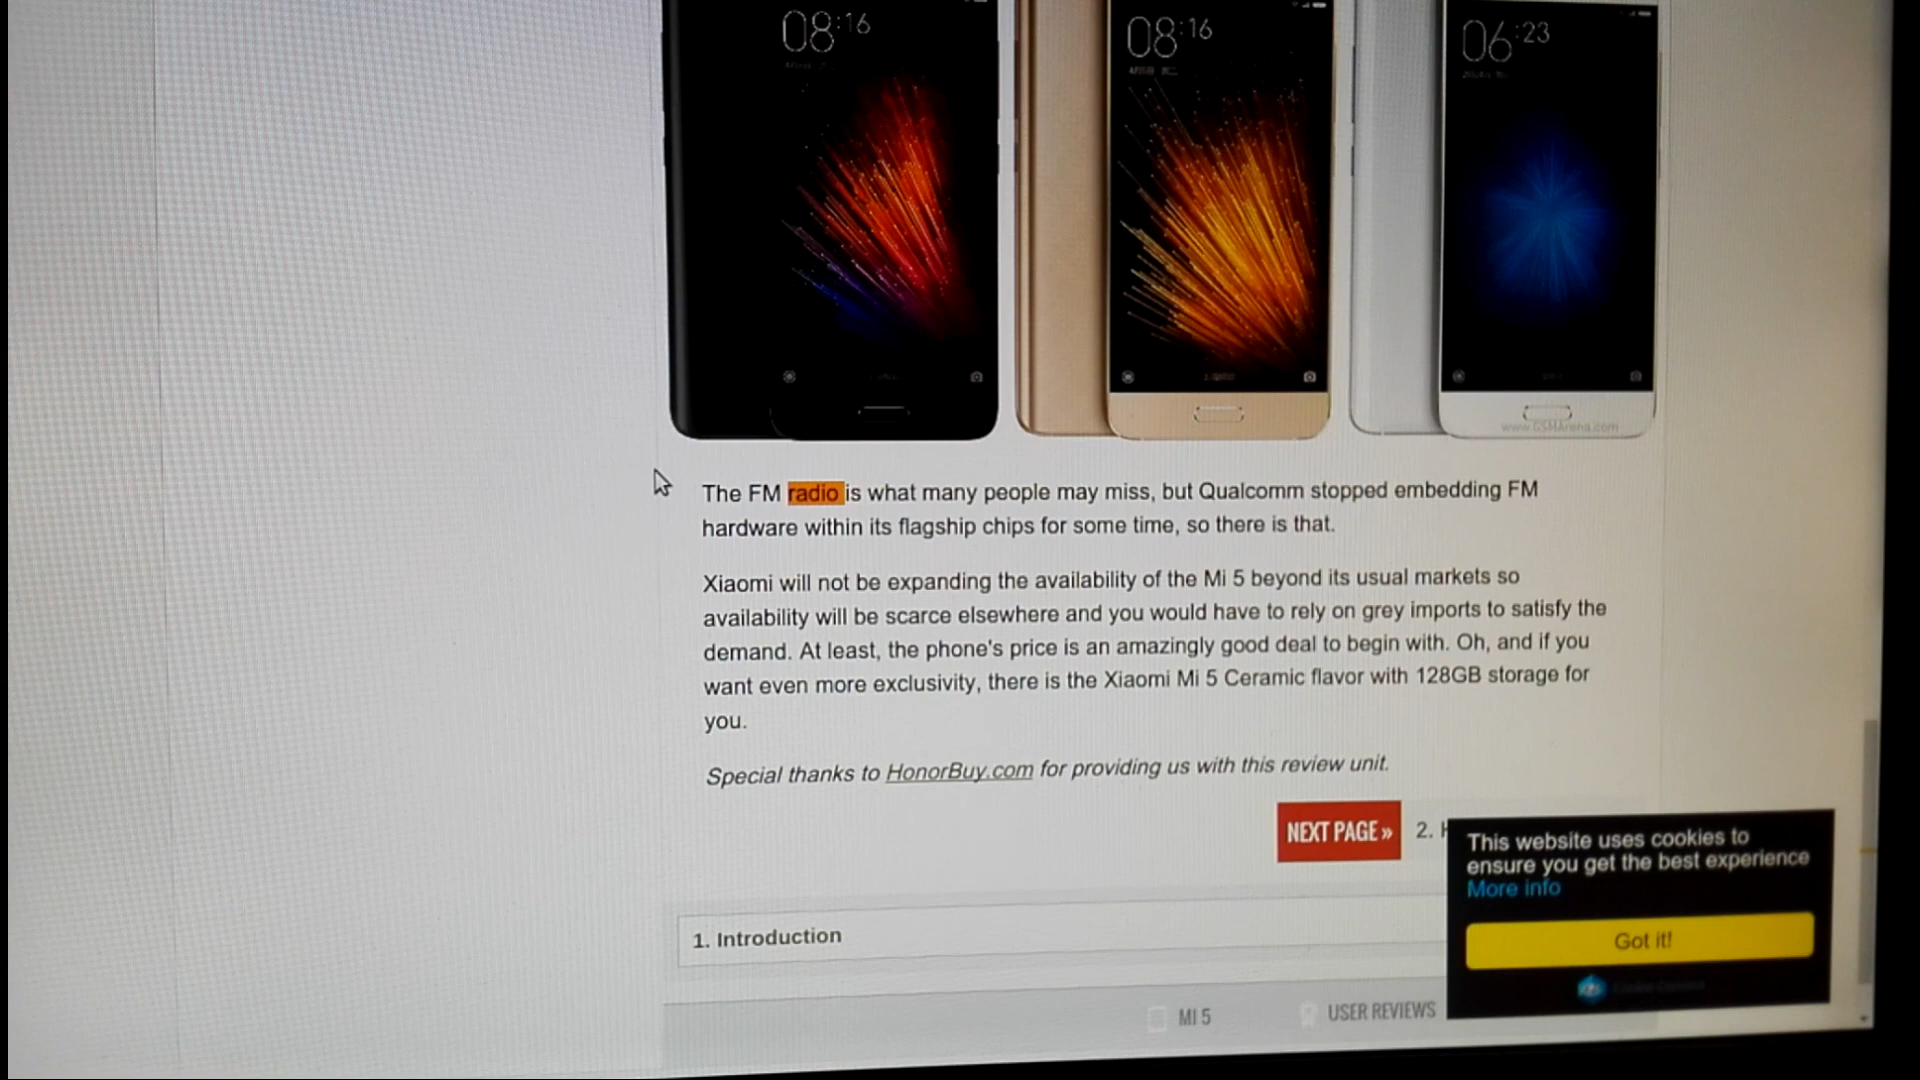 08:16
08:16
06:23
www.GSMArena.com
The FM radio is what many people may miss, but Qualcomm stopped embedding FM
hardware within its flagship chips for some time, so there is that.
Xiaomi will not be expanding the availability of the Mi 5 beyond its usual markets so
availability will be scarce elsewhere and you would have to rely on grey imports to satisfy the
demand. At least, the phone's price is an amazingly good deal to begin with. Oh, and if you
want even more exclusivity, there is the Xiaomi Mi 5 Ceramic flavor with 128GB storage for
you.
Special thanks to HonorBuy.com for providing us with this review unit.
NEXT PAGE »
2.
This website uses cookies to
ensure you get the best experience
More info
Got it!
1. Introduction
MI 5
USER REVIEWS